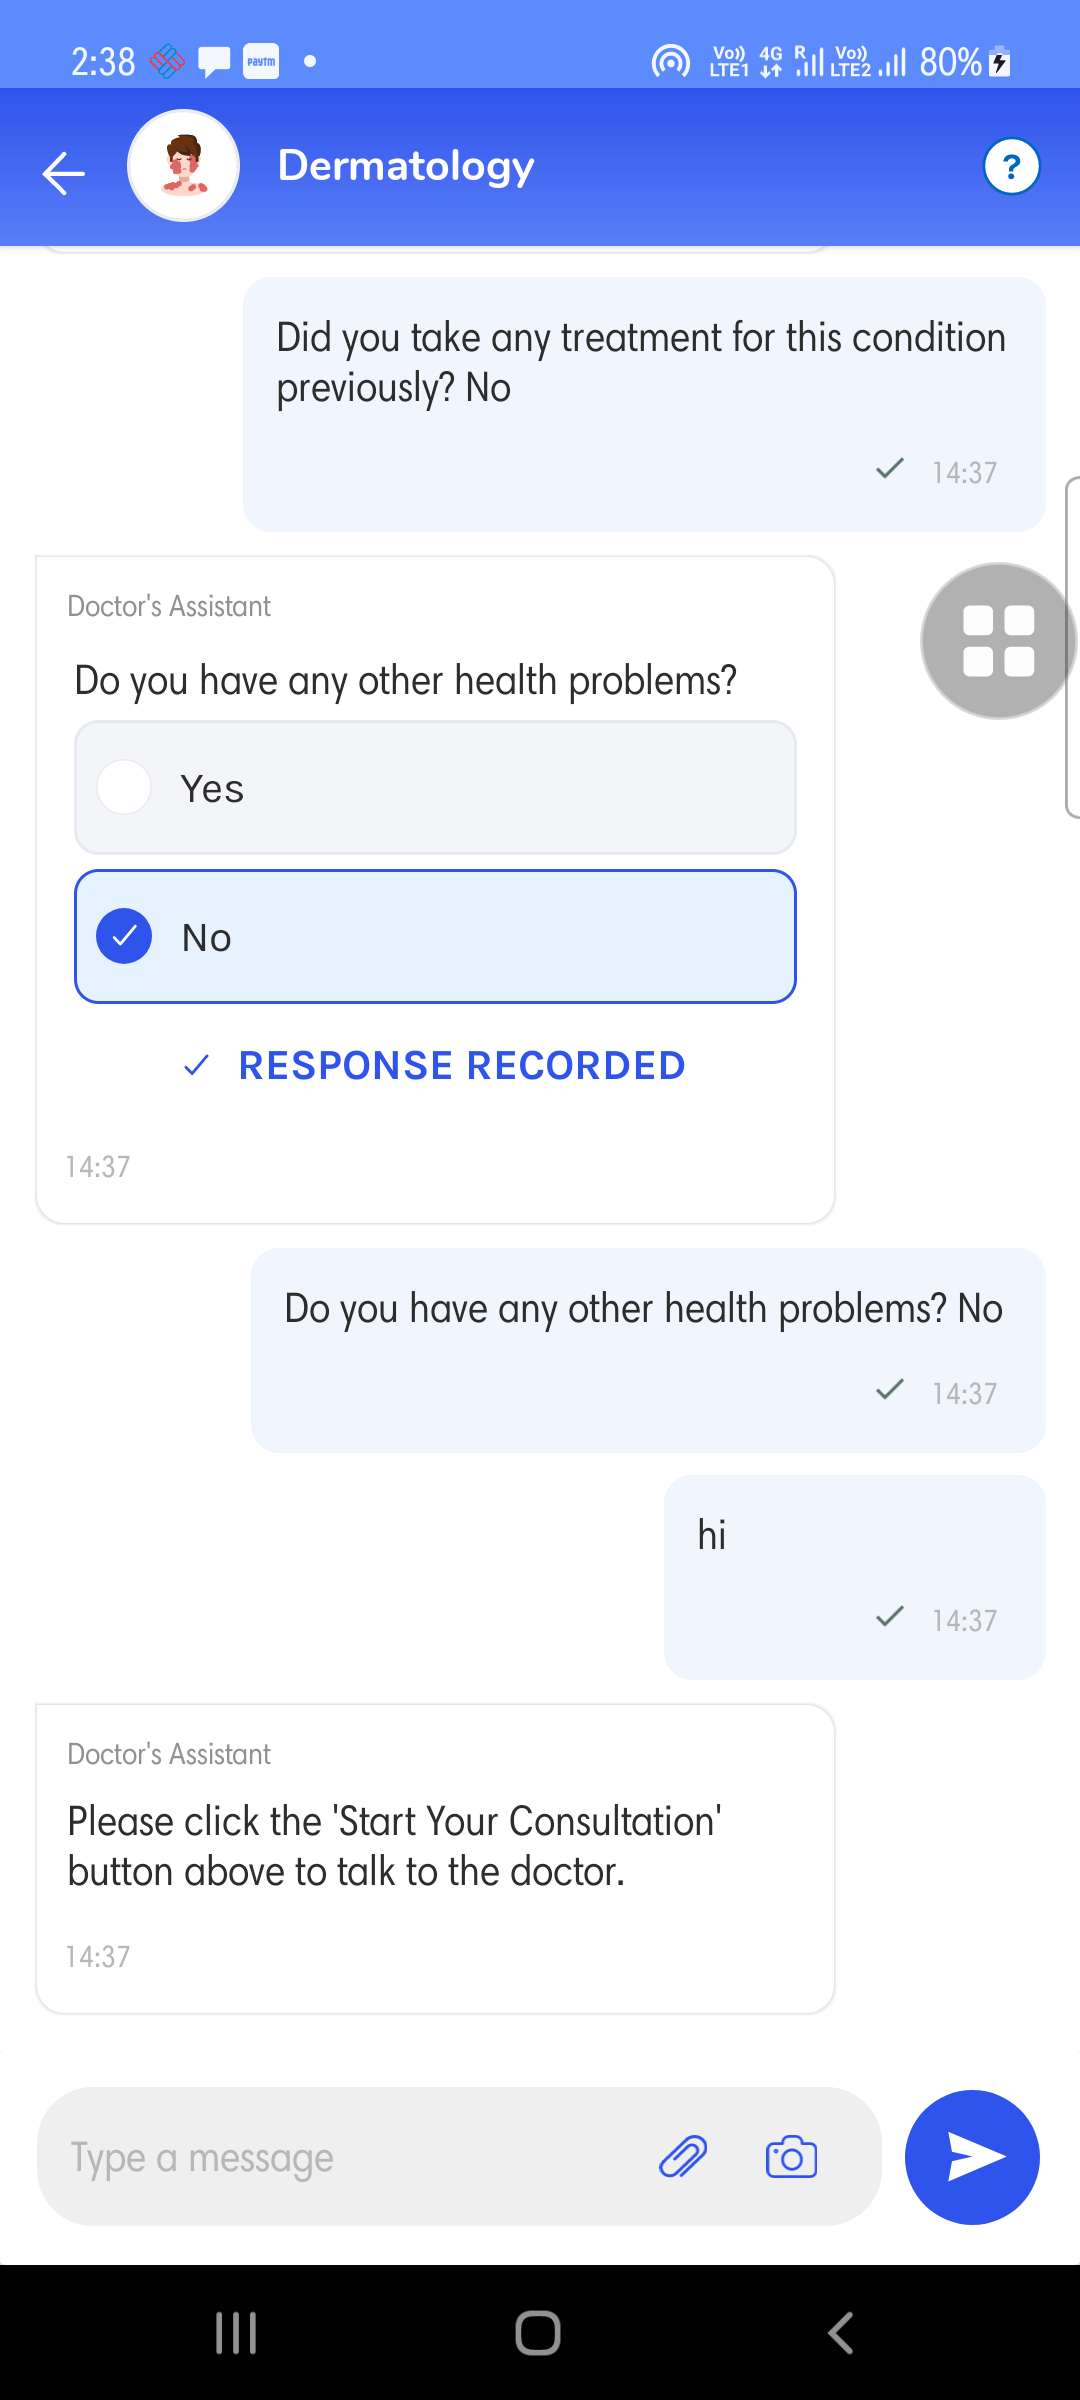 2:38
Paytm
Vo)) LTE1 4G R Vo)) LTE2 80%
Dermatology
?
Did you take any treatment for this condition
previously? No
14:37
Doctor's Assistant
Do you have any other health problems?
Yes
No
RESPONSE RECORDED
14:37
Do you have any other health problems? No
14:37
hi
14:37
Doctor's Assistant
Please click the 'Start Your Consultation'
button above to talk to the doctor.
14:37
Type a message